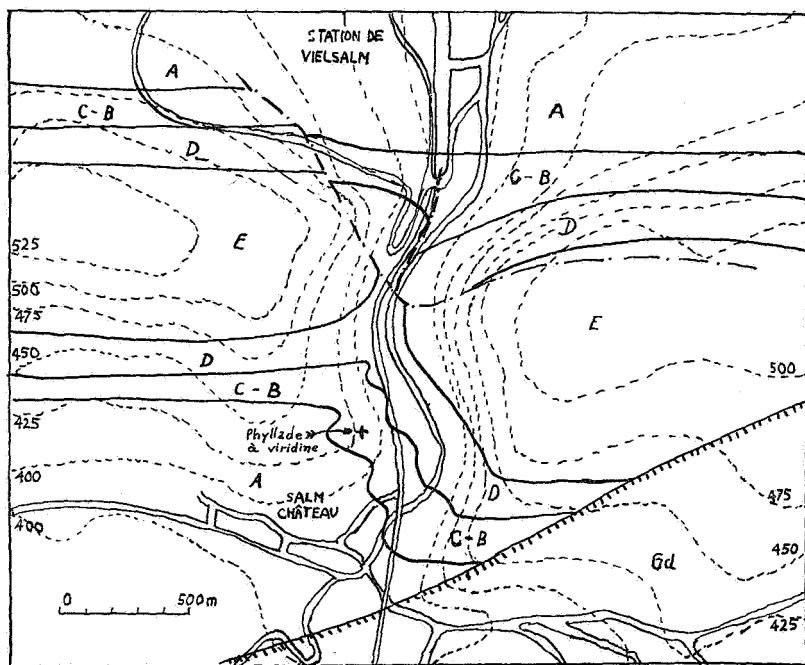 STATION DE
VIELSALM
A
A
C-B
D
C-B
D
E
525
500
475
E
450
D
500
C-B
425
Phyllade
à viridine
400
A
SALM
CHÂTEAU
D
475
400
C-B
450
Gd
0 500m
425